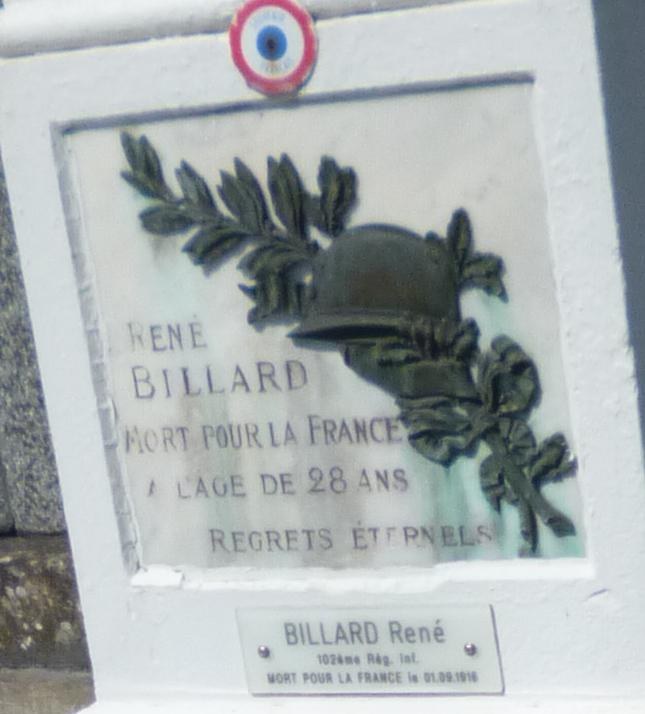 RENÉ
BILLARD
MORT POUR LA FRANCE
A L'AGE DE 28 ANS
REGRETS ÉTERNELS
BILLARD René
102ème Rég. Inf.
MORT POUR LA FRANCE le 01.09.1916